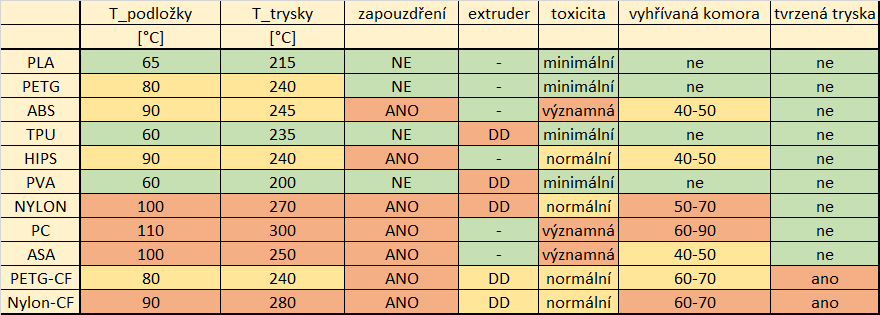 T_podložky T_trysky zapouzdření extruder toxicita vyhřívaná komora tvrzená tryska
[°C] [°C]
PLA 65 215 NE - minimální ne ne
PETG 80 240 NE - minimální ne ne
ABS 90 245 ANO - významná 40-50 ne
TPU 60 235 NE DD minimální ne ne
HIPS 90 240 ANO - normální 40-50 ne
PVA 60 200 NE DD minimální ne ne
NYLON 100 270 ANO DD normální 50-70 ne
PC 110 300 ANO - významná 60-90 ne
ASA 100 250 ANO - významná 40-50 ne
PETG-CF 80 240 ANO DD normální 60-70 ano
Nylon-CF 90 280 ANO DD normální 60-70 ano